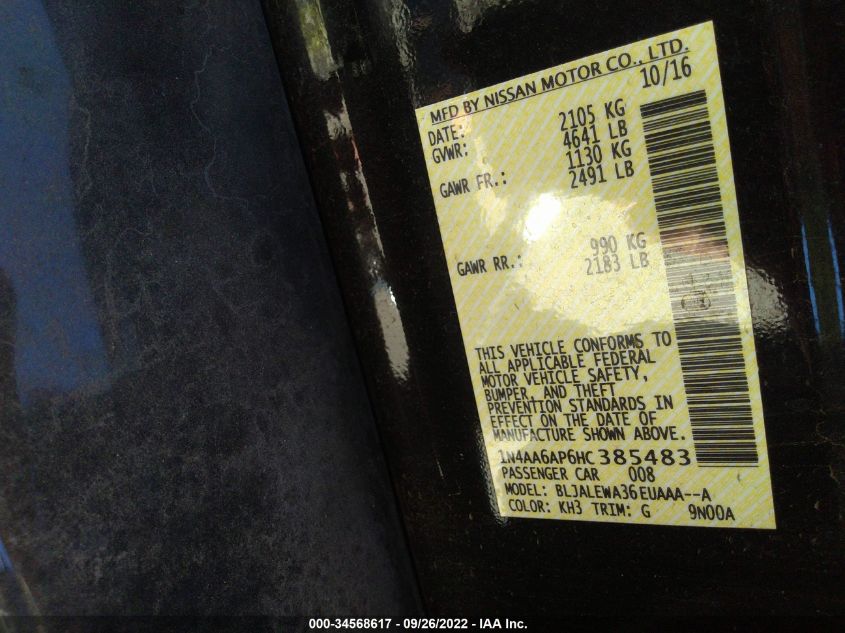 MFD BY NISSAN MOTOR CO., LTD.
DATE: 10/16
GVWR: 2105 KG
4641 LB
GAWR FR.: 1130 KG
2491 LB
GAWR RR.: 990 KG
2183 LB
THIS VEHICLE CONFORMS TO
ALL APPLICABLE FEDERAL
MOTOR VEHICLE SAFETY,
BUMPER, AND THEFT
PREVENTION STANDARDS IN
EFFECT ON THE DATE OF
MANUFACTURE SHOWN ABOVE.
1N4AA6AP6HC385483
PASSENGER CAR 008
MODEL: BLJALEWA36EUAAA--A
COLOR: KH3 TRIM: G 9N00A
000-34568617 - 09/26/2022 - IAA Inc.